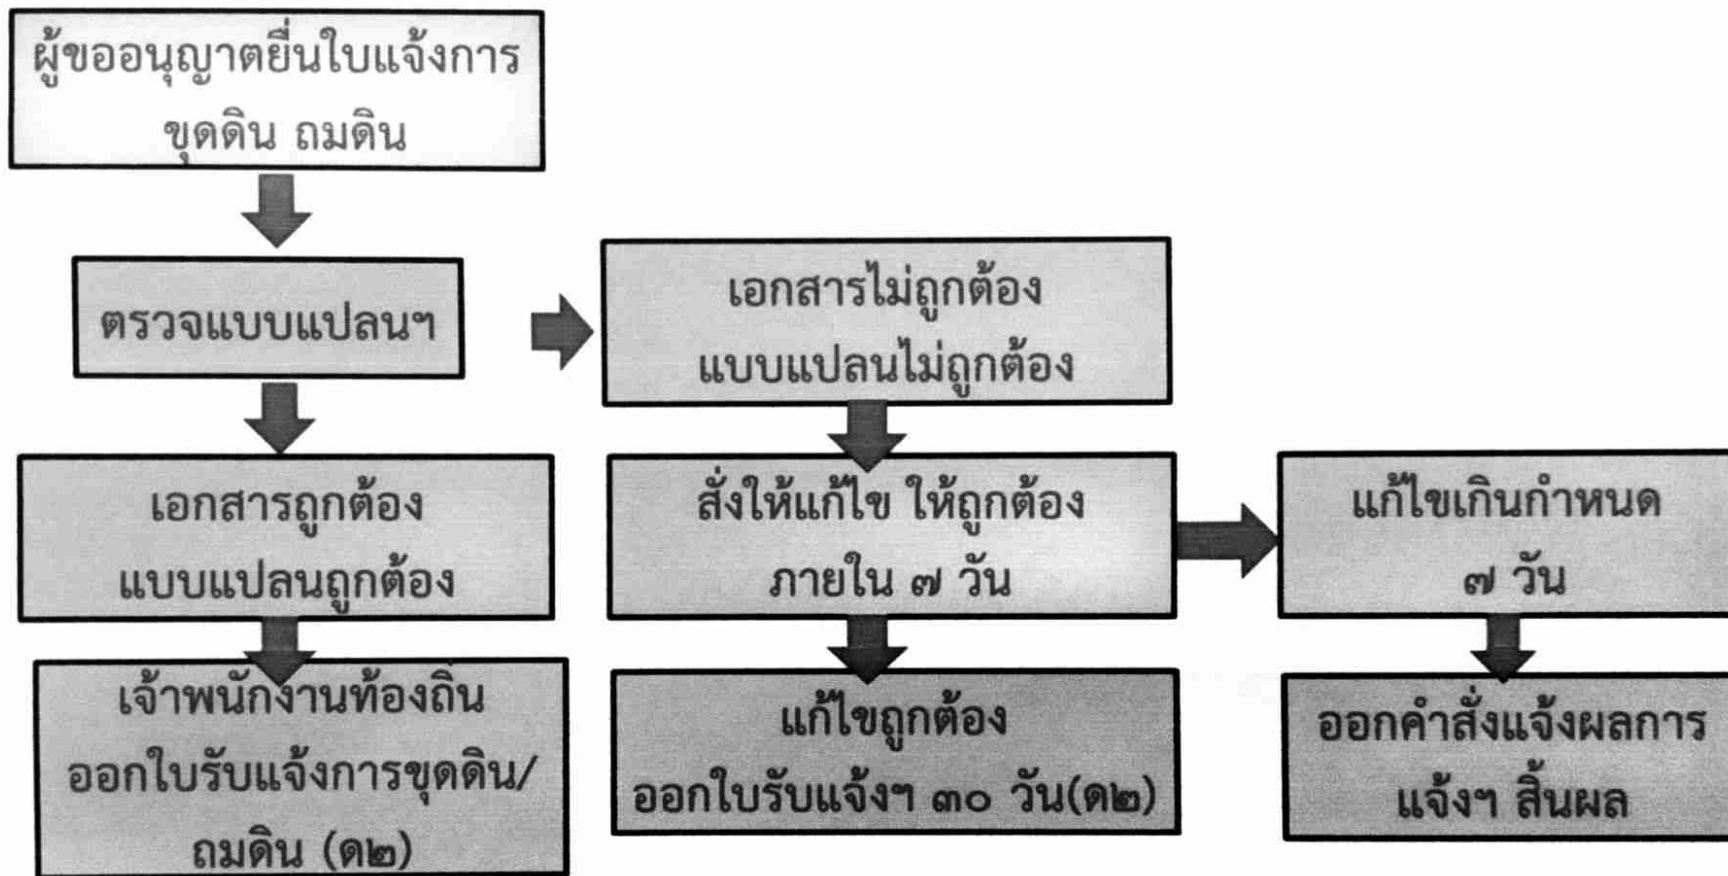 ผู้ขออนุญาตยื่นใบแจ้งการ
ขุดดิน ถมดิน
ตรวจแบบแปลนฯ
เอกสารไม่ถูกต้อง
แบบแปลนไม่ถูกต้อง
เอกสารถูกต้อง
แบบแปลนถูกต้อง
สั่งให้แก้ไข ให้ถูกต้อง
ภายใน ๗ วัน
แก้ไขเกินกำหนด
๗ วัน
เจ้าพนักงานท้องถิ่น
ออกใบรับแจ้งการขุดดิน/
ถมดิน (ด๒)
แก้ไขถูกต้อง
ออกใบรับแจ้งฯ ๓๐ วัน(ด๒)
ออกคำสั่งแจ้งผลการ
แจ้งฯ สิ้นผล